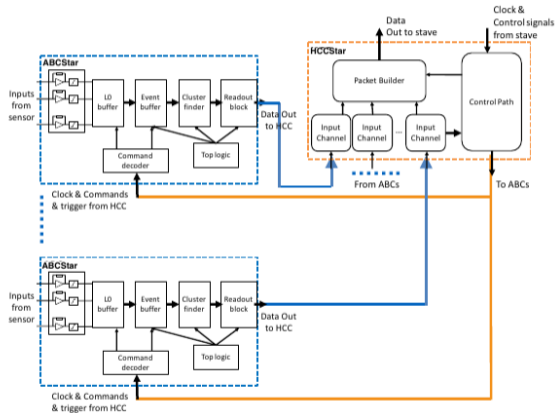 Data
Out to stave
Clock &
Control signals
from stave
HCCStar
Packet Builder
Control Path
Input
Channel
Input
Channel
...
Input
Channel
From ABCs
To ABCs
ABCStar
Inputs
from
sensor
L0
buffer
Event
buffer
Cluster
finder
Readout
block
Data Out
to HCC
Command
decoder
Top logic
Clock & Commands
& trigger from HCC
ABCStar
Inputs
from
sensor
L0
buffer
Event
buffer
Cluster
finder
Readout
block
Data Out
to HCC
Command
decoder
Top logic
Clock & Commands
& trigger from HCC